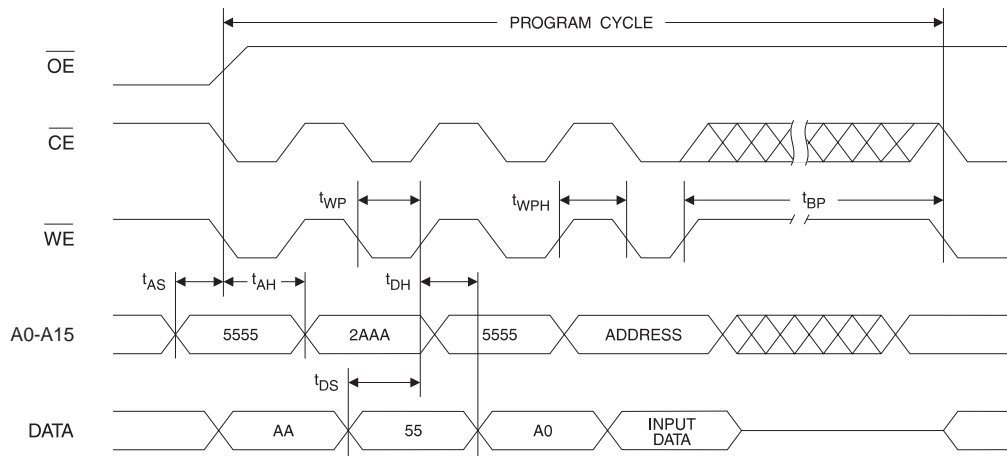 PROGRAM CYCLE
OE
CE
tWP
tWPH
tBP
WE
tAS
tAH
tDH
A0-A15
5555
2AAA
5555
ADDRESS
tDS
DATA
AA
55
A0
INPUT
DATA